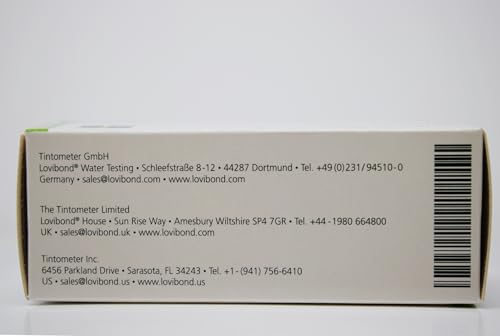 Tintometer GmbH
Lovibond® Water Testing • Schleefstraße 8-12 • 44287 Dortmund • Tel. +49(0)231/94510-0
Germany • sales@lovibond.com • www.lovibond.com
The Tintometer Limited
Lovibond® House • Sun Rise Way • Amesbury Wiltshire SP4 7GR • Tel. +44-1980 664800
UK • sales@lovibond.uk • www.lovibond.com
Tintometer Inc.
6456 Parkland Drive • Sarasota, FL 34243 • Tel. +1-(941) 756-6410
US • sales@lovibond.us • www.lovibond.us